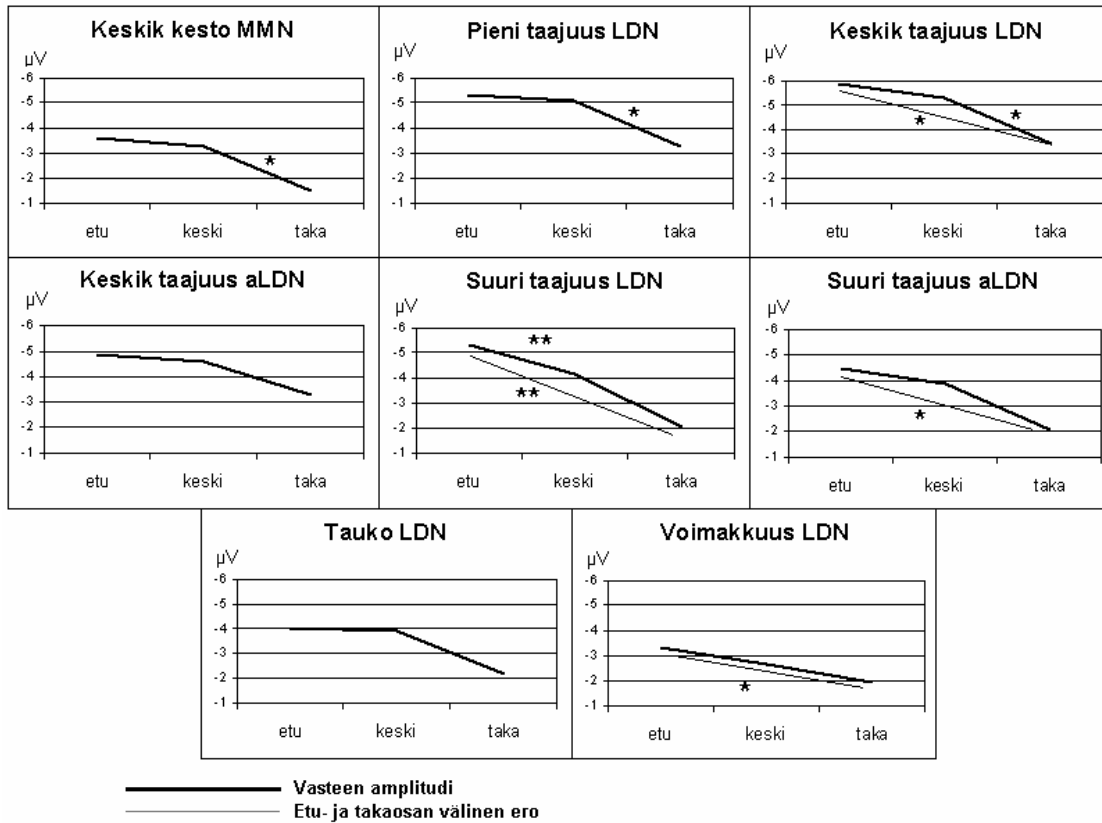 Keskik kesto MMN
µV
-6
-5
-4
-3
-2
-1
*
etu keski taka
Pieni taajuus LDN
µV
-6
-5
-4
-3
-2
-1
*
etu keski taka
Keskik taajuus LDN
µV
-6
-5
-4
-3
-2
-1
* *
etu keski taka
Keskik taajuus aLDN
µV
-6
-5
-4
-3
-2
-1
etu keski taka
Suuri taajuus LDN
µV
-6
-5
-4
-3
-2
-1
**
**
etu keski taka
Suuri taajuus aLDN
µV
-6
-5
-4
-3
-2
-1
*
etu keski taka
Tauko LDN
µV
-6
-5
-4
-3
-2
-1
etu keski taka
Voimakkuus LDN
µV
-6
-5
-4
-3
-2
-1
*
etu keski taka
Vasteen amplitudi
Etu- ja takaosan välinen ero